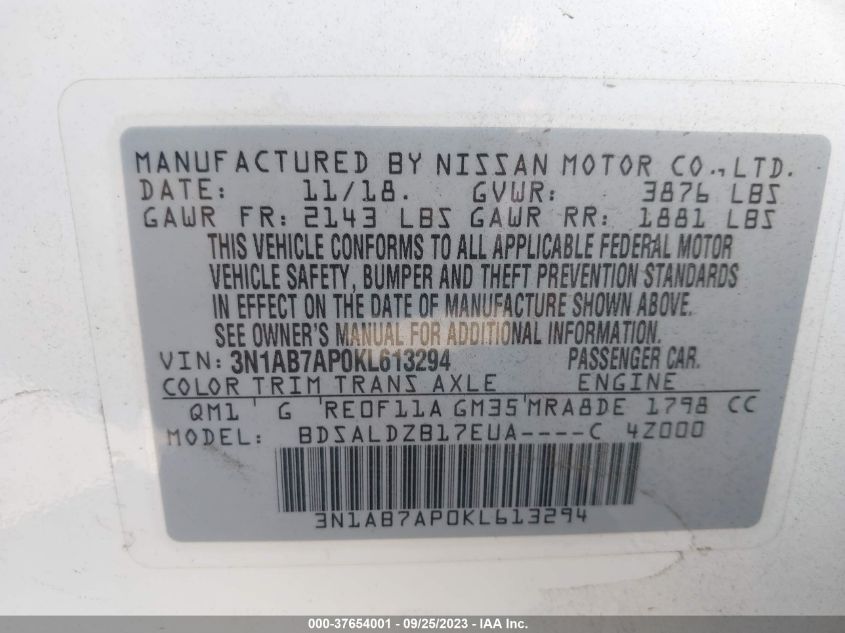 MANUFACTURED BY NISSAN MOTOR CO., LTD.
DATE: 11/18. GVWR: 3876 LBS
GAWR FR: 2143 LBS GAWR RR: 1881 LBS
THIS VEHICLE CONFORMS TO ALL APPLICABLE FEDERAL MOTOR
VEHICLE SAFETY, BUMPER AND THEFT PREVENTION STANDARDS
IN EFFECT ON THE DATE OF MANUFACTURE SHOWN ABOVE.
SEE OWNER'S MANUAL FOR ADDITIONAL INFORMATION.
VIN: 3N1AB7AP0KL613294 PASSENGER CAR.
COLOR TRIM TRANS AXLE ENGINE
QM1 G RE0F11A GM35 MRA8DE 1798 CC
MODEL: BDSALDZB17EUA----C 4Z000
3N1AB7AP0KL613294
000-37654001 - 09/25/2023 - IAA Inc.